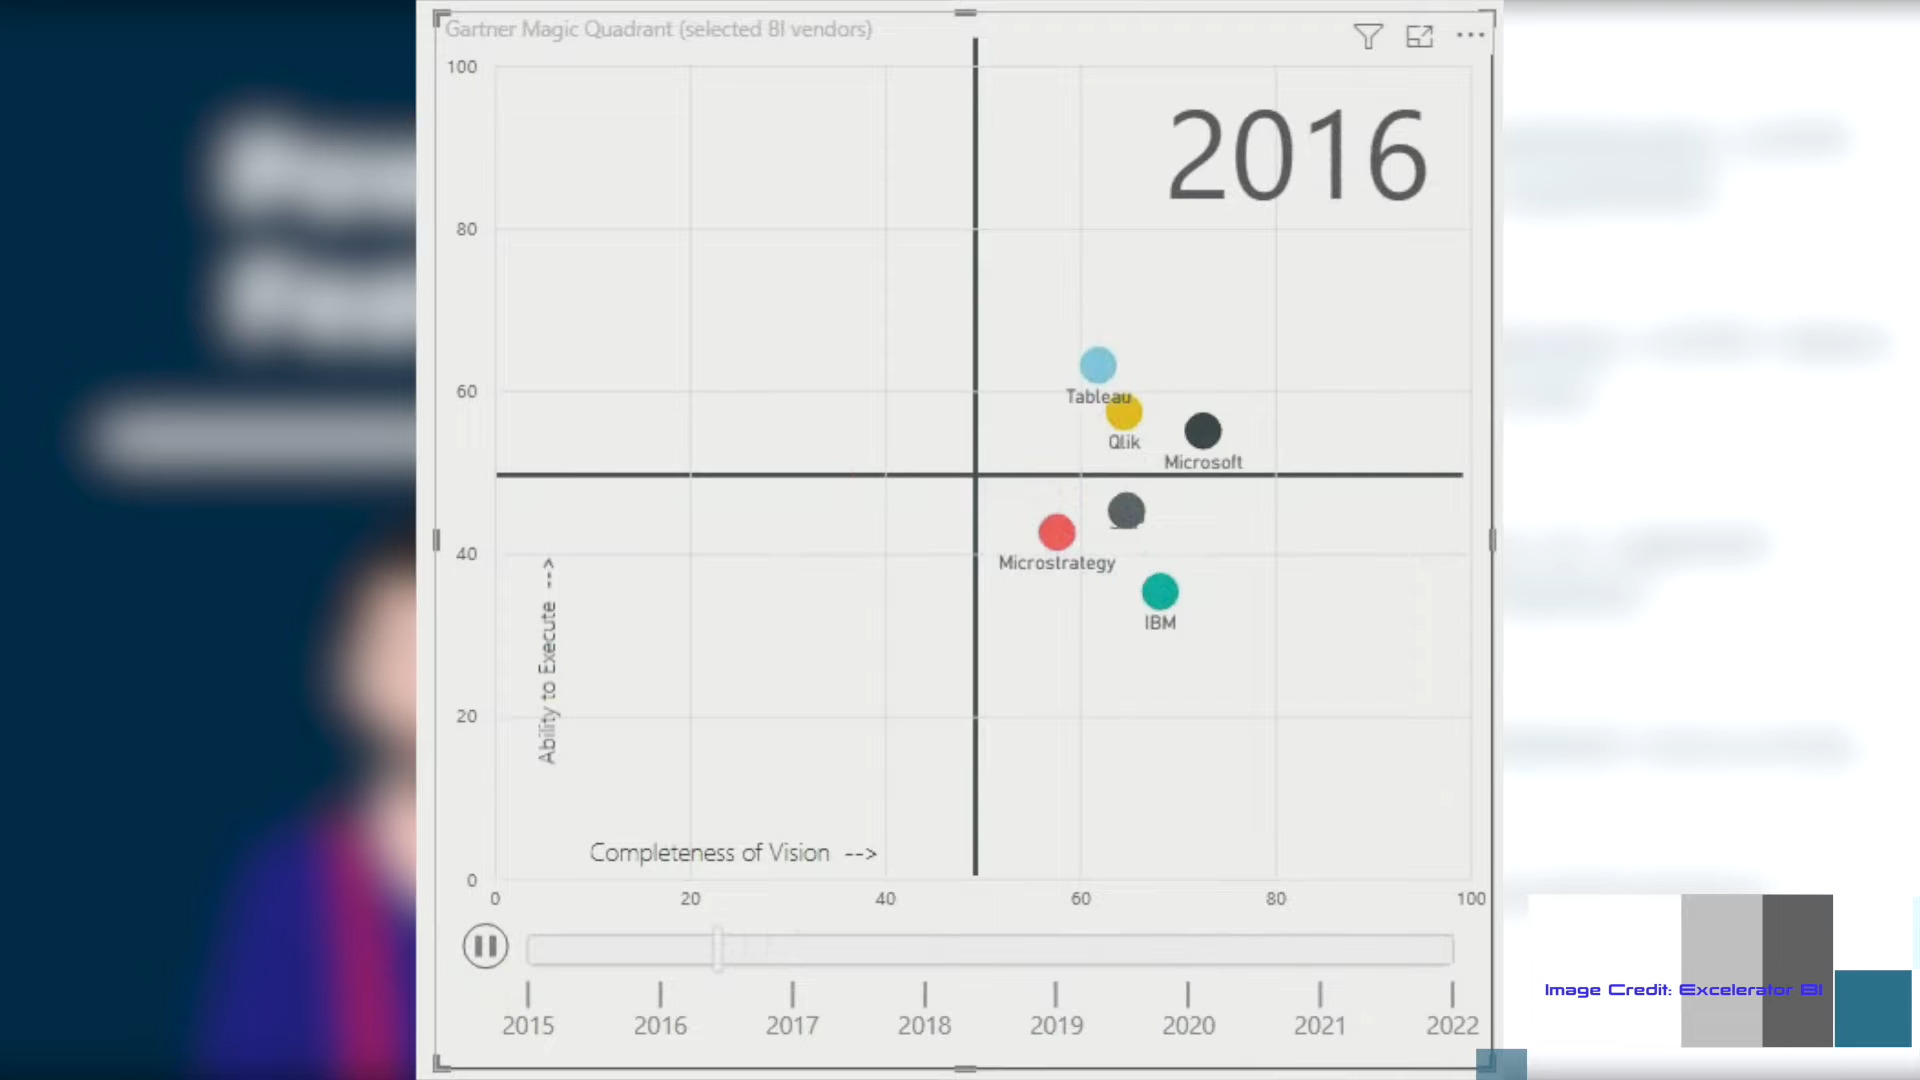 Gartner Magic Quadrant (selected BI vendors)
100
2016
80
60
Tableau
Qlik
Microsoft
40
Microstrategy
IBM
Ability to Execute -->
20
Completeness of Vision -->
0
0 20 40 60 80 100
2015 2016 2017 2018 2019 2020 2021 2022
Image Credit: Excelerator BI